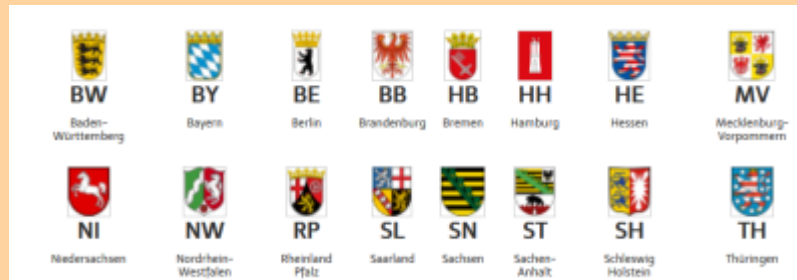 BW BY BE BB HB HH HE MV
Baden- Bayern Berlin Brandenburg Bremen Hamburg Hessen Mecklenburg-
Württemberg Vorpommern
NI NW RP SL SN ST SH TH
Niedersachsen Nordrhein- Rheinland Saarland Sachsen Sachen- Schleswig Thüringen
Westfalen Pfalz Anhalt Holstein